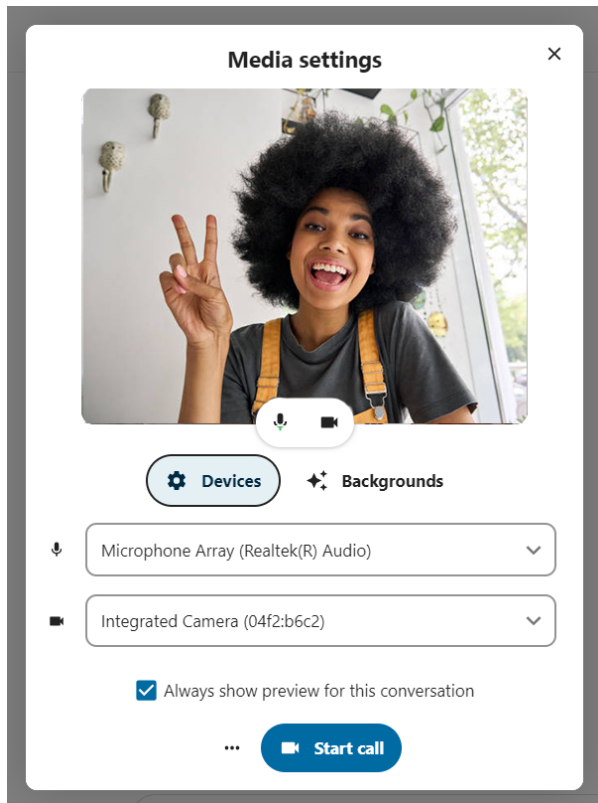 Media settings
Devices
Backgrounds
Microphone Array (Realtek(R) Audio)
Integrated Camera (04f2:b6c2)
Always show preview for this conversation
Start call